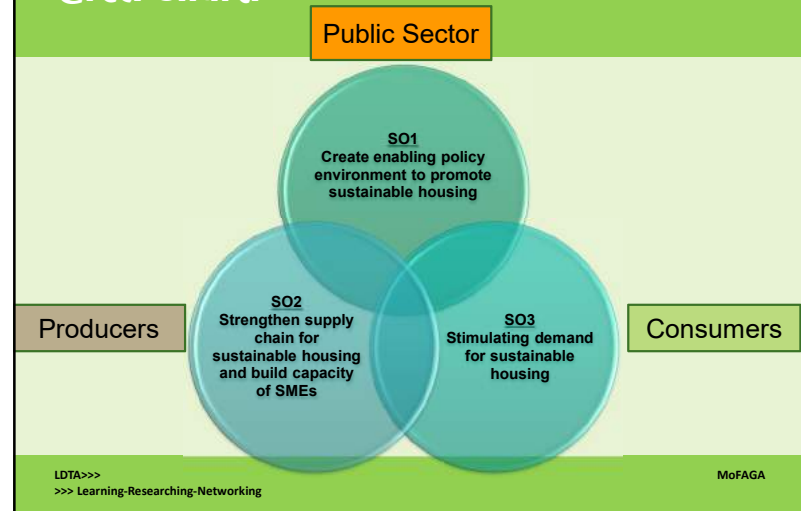 Public Sector
SO1
Create enabling policy
environment to promote
sustainable housing
Producers
SO2
Strengthen supply
chain for
sustainable housing
and build capacity
of SMEs
SO3
Stimulating demand
for sustainable
housing
Consumers
LDTA>>>
>>> Learning-Researching-Networking
MoFAGA